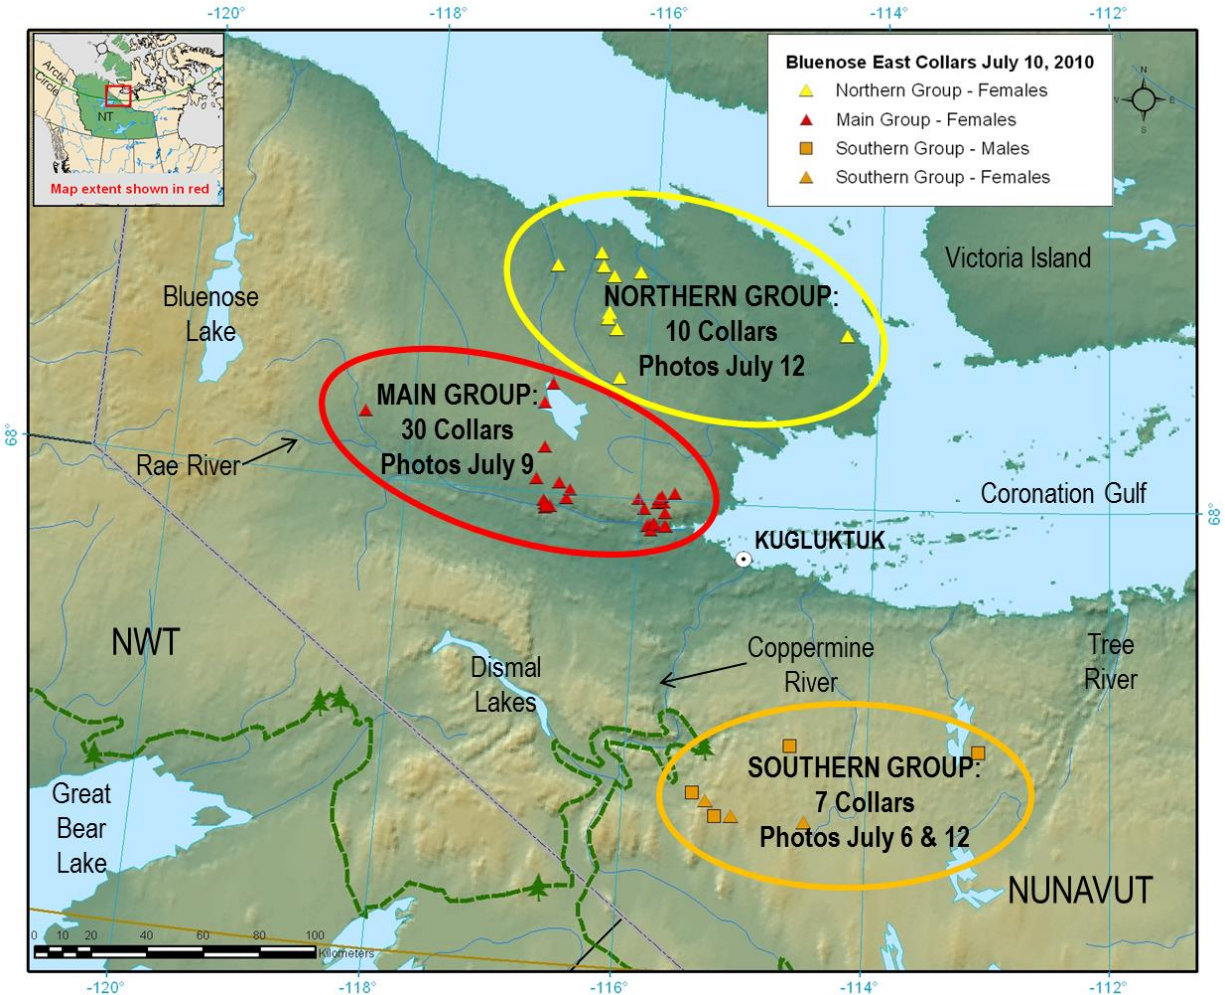 -120°
-118°
-116°
-114°
-112°
Arctic
Circle
NT
Map extent shown in red
Bluenose East Collars July 10, 2010
Northern Group - Females
Main Group - Females
Southern Group - Males
Southern Group - Females
N
V
E
S
Victoria Island
Bluenose
Lake
NORTHERN GROUP:
10 Collars
Photos July 12
MAIN GROUP:
30 Collars
Photos July 9
68°
Rae River
Coronation Gulf
68°
KUGLUKTUK
NWT
Dismal
Lakes
Coppermine
River
Tree
River
SOUTHERN GROUP:
7 Collars
Photos July 6 & 12
Great
Bear
Lake
NUNAVUT
0 10 20 40 60 80 100
Kilometers
-120°
-118°
-116°
-114°
-112°